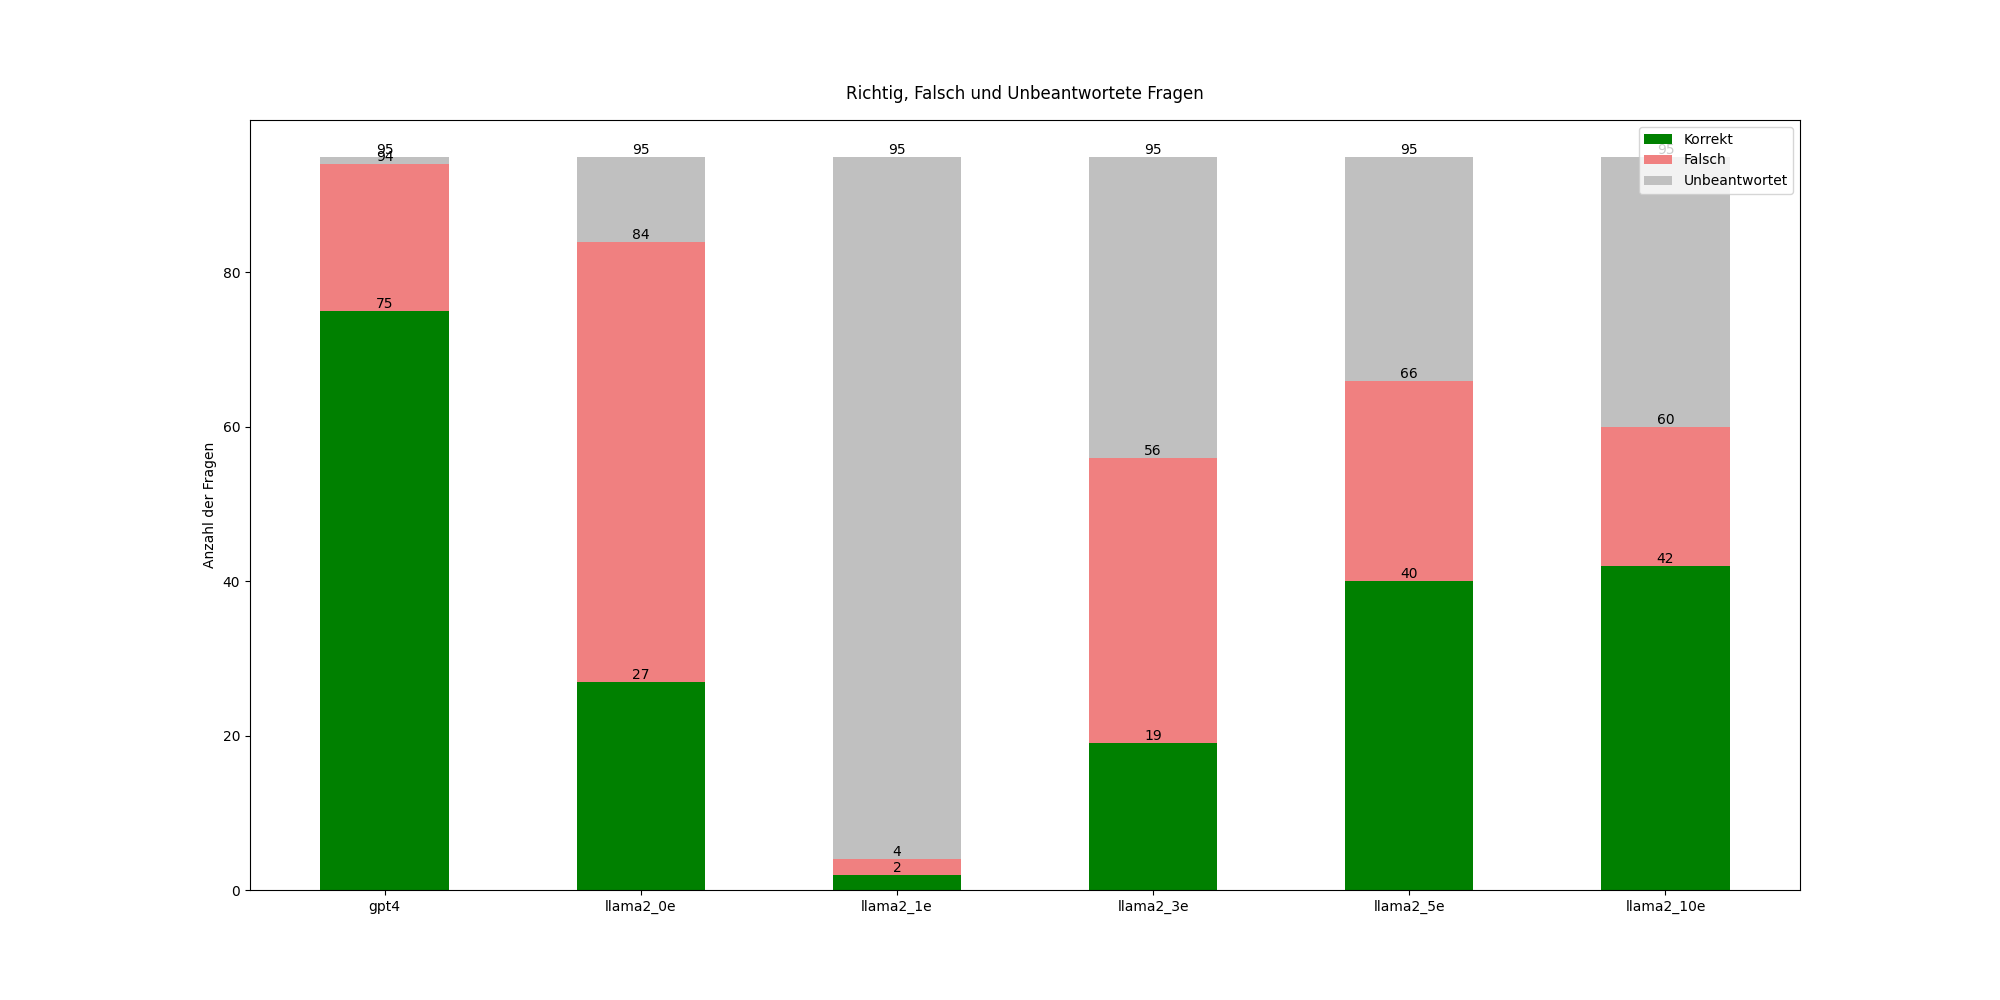 Richtig, Falsch und Unbeantwortete Fragen
Korrekt
Falsch
Unbeantwortet
Anzahl der Fragen
80
60
40
20
0
95
94
75
95
84
27
95
4
2
95
56
19
95
66
40
95
60
42
gpt4
llama2_0e
llama2_1e
llama2_3e
llama2_5e
llama2_10e